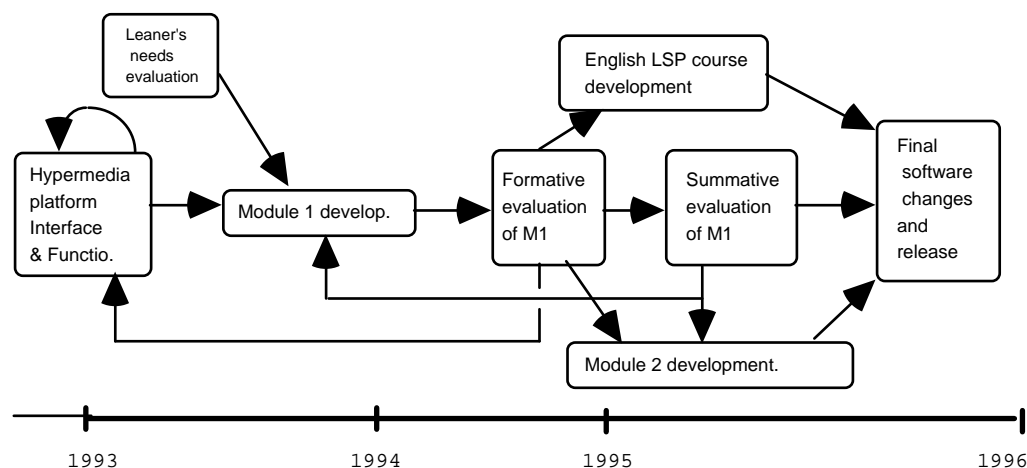 Leaner's
needs
evaluation
English LSP course
development
Hypermedia
platform
Interface
& Functio.
Module 1 develop.
Formative
evaluation
of M1
Summative
evaluation
of M1
Final
software
changes
and
release
Module 2 development.
1993
1994
1995
1996